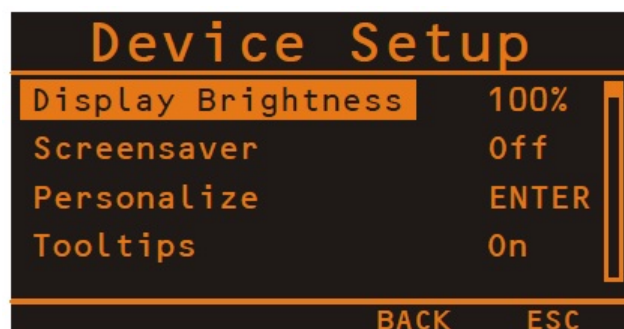 Device Setup
Display Brightness 100%
Screensaver Off
Personalize ENTER
Tooltips On
BACK ESC